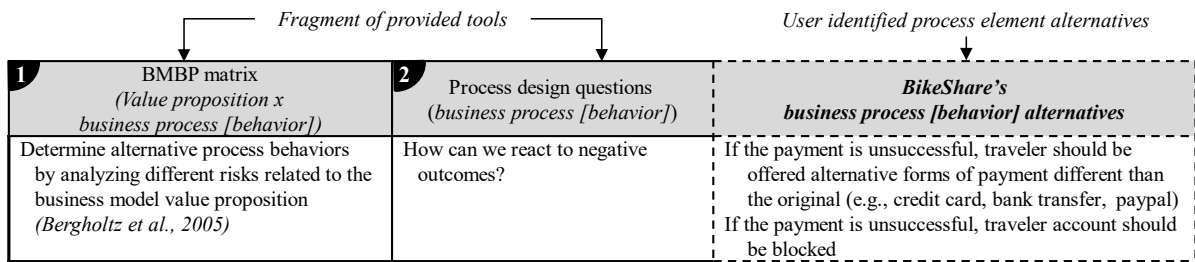 Fragment of provided tools
User identified process element alternatives
1
BMBP matrix
(Value proposition x
business process [behavior])
2
Process design questions
(business process [behavior])
BikeShare's
business process [behavior] alternatives
Determine alternative process behaviors
by analyzing different risks related to the
business model value proposition
(Bergholtz et al., 2005)
How can we react to negative
outcomes?
If the payment is unsuccessful, traveler should be
offered alternative forms of payment different than
the original (e.g., credit card, bank transfer, paypal)
If the payment is unsuccessful, traveler account should
be blocked